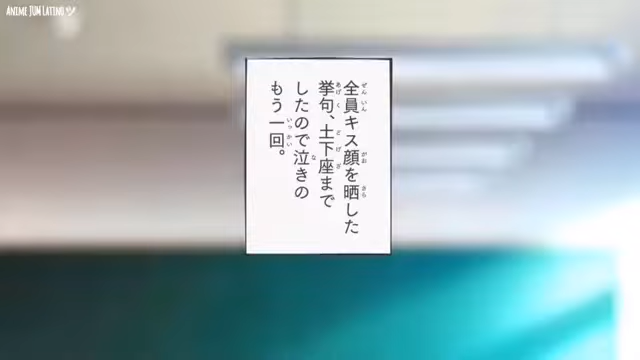 ANIME JUM LATINO ツ
全員キス顔を晒した
挙句、土下座まで
したので泣きの
もう一回。